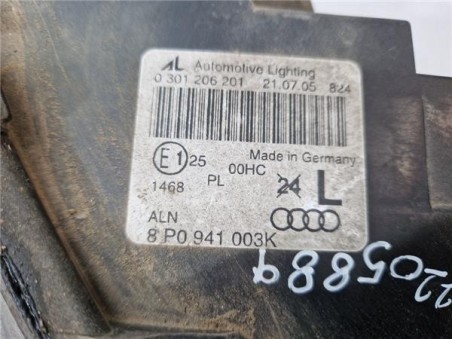 AL Automotive Lighting
0 301 206 201 21.07.05 824
E1 25 00HC Made in Germany
1468 PL 24 L
ALN
8 P0 941 003K
2205889